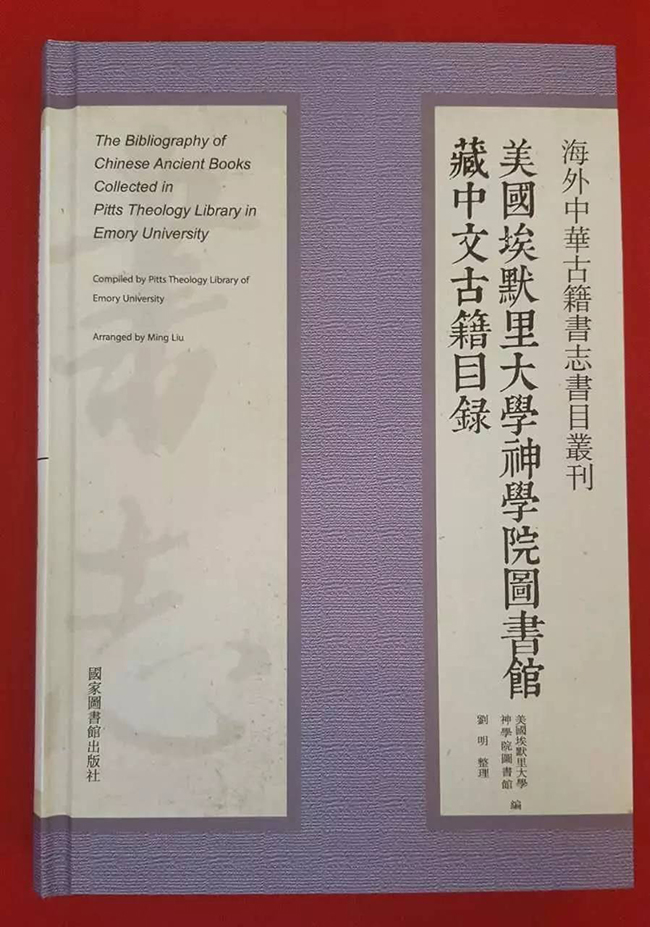 The Bibliography of
Chinese Ancient Books
Collected in
Pitts Theology Library in
Emory University
Compiled by Pitts Theology Library of
Emory University
Arranged by Ming Liu
書志
國家圖書館出版社
海外中華古籍書志書目叢刊
美國埃默里大學神學院圖書館
藏中文古籍目録
美國埃默里大學
神學院圖書館 編
劉明 整理